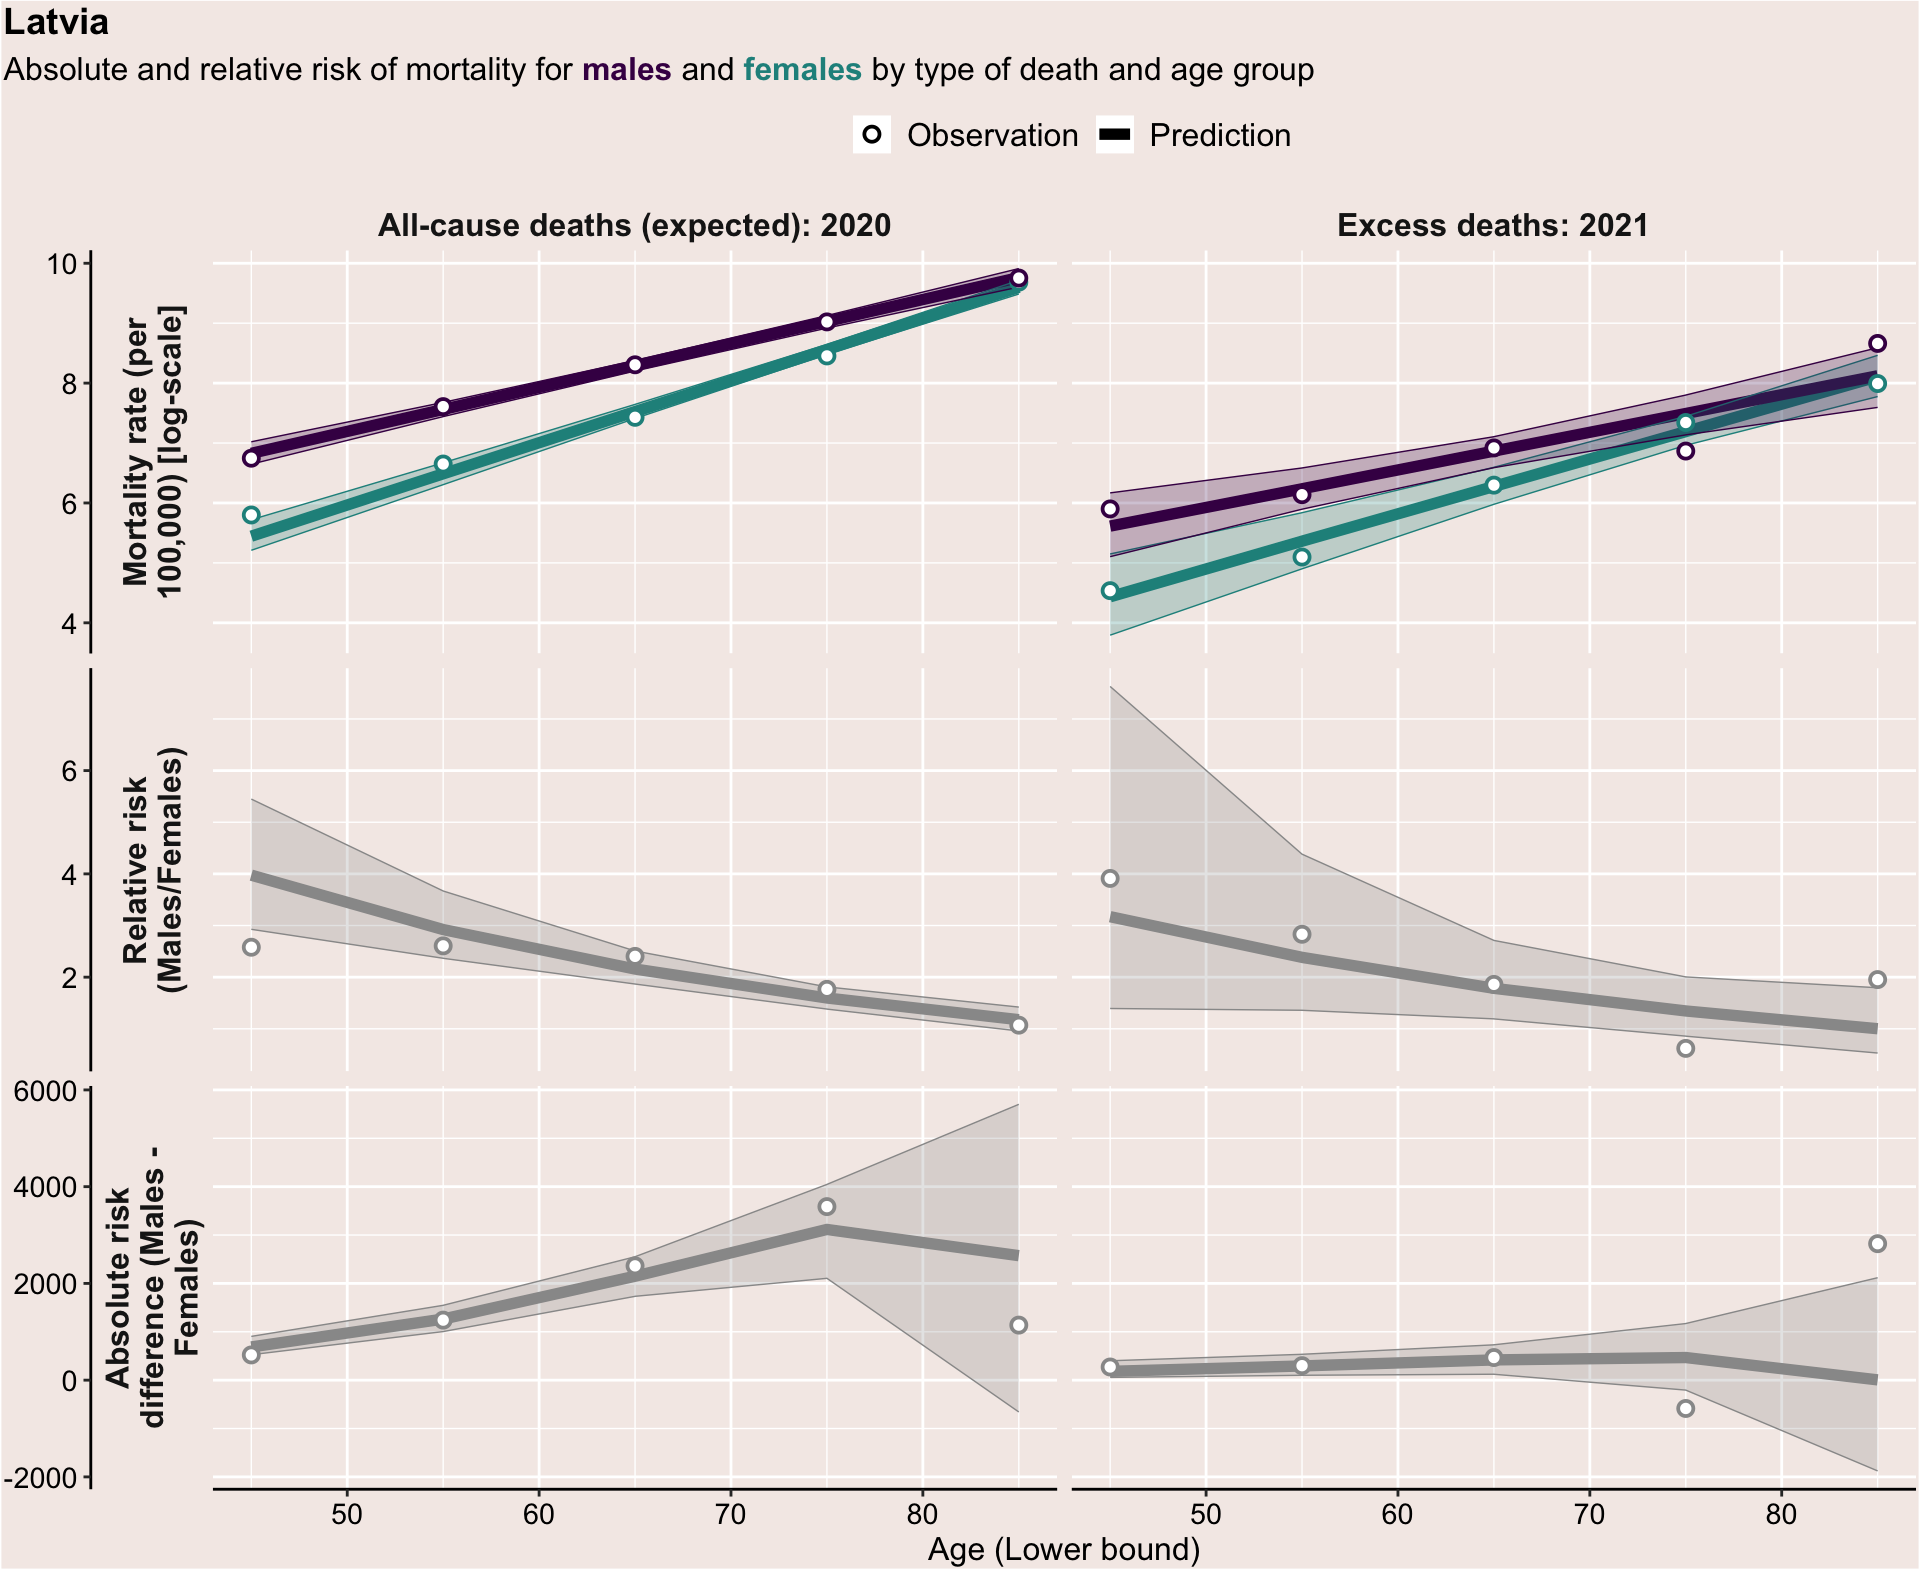 Latvia
Absolute and relative risk of mortality for males and females by type of death and age group
Observation Prediction
All-cause deaths (expected): 2020
Excess deaths: 2021
Mortality rate (per
100,000) [log-scale]
10
8
6
4
Relative risk
(Males/Females)
6
4
2
Absolute risk
difference (Males -
Females)
6000
4000
2000
0
-2000
50 60 70 80
50 60 70 80
Age (Lower bound)